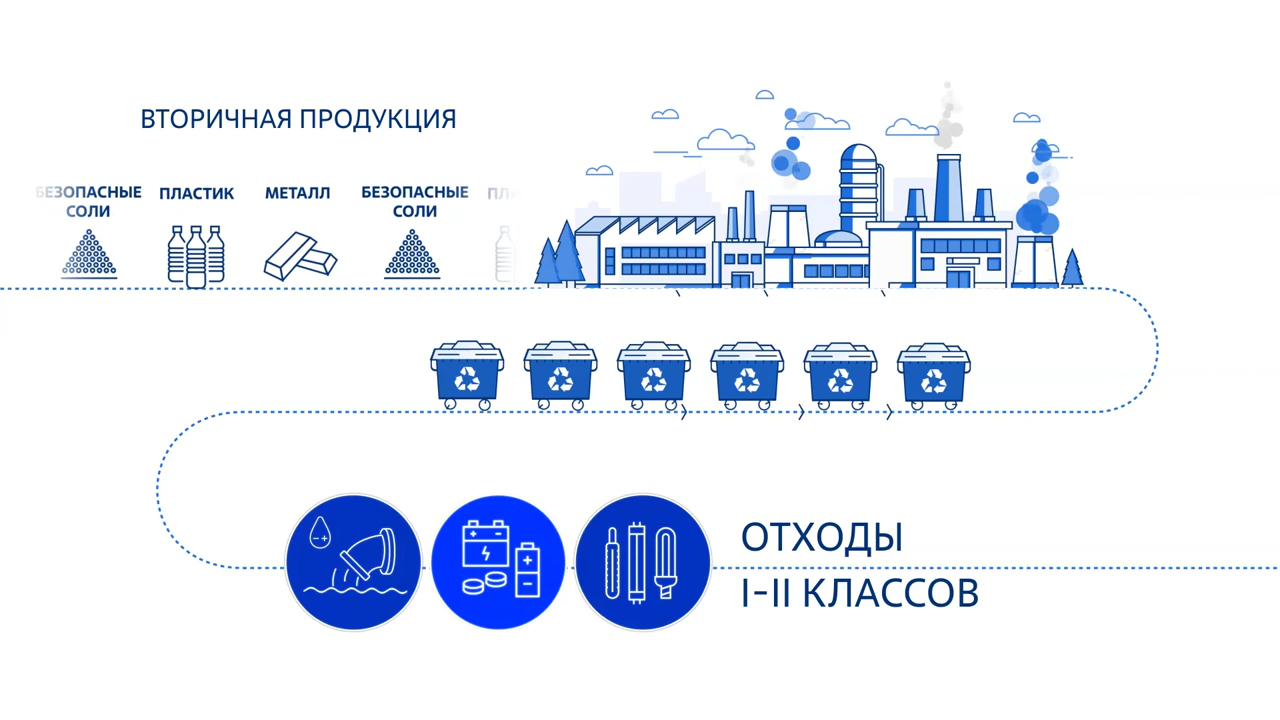 ВТОРИЧНАЯ ПРОДУКЦИЯ
БЕЗОПАСНЫЕ СОЛИ
ПЛАСТИК
МЕТАЛЛ
БЕЗОПАСНЫЕ СОЛИ
ОТХОДЫ
I-II КЛАССОВ